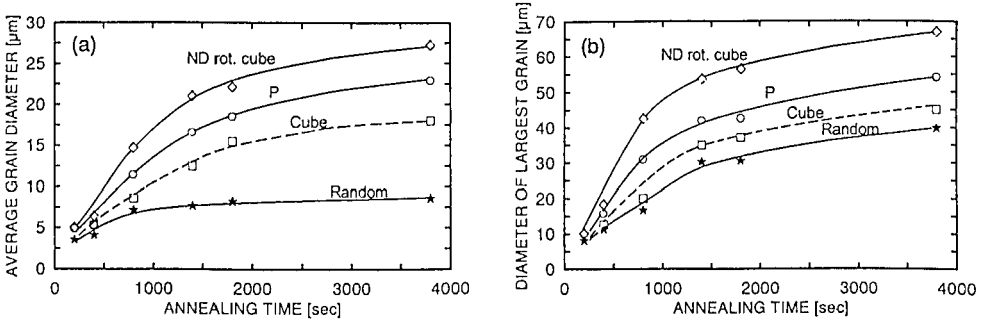 (a)
AVERAGE GRAIN DIAMETER [μm]
30
25
20
15
10
5
0
ND rot. cube
P
Cube
Random
0 1000 2000 3000 4000
ANNEALING TIME [sec]
(b)
DIAMETER OF LARGEST GRAIN [μm]
70
60
50
40
30
20
10
0
ND rot. cube
P
Cube
Random
0 1000 2000 3000 4000
ANNEALING TIME [sec]